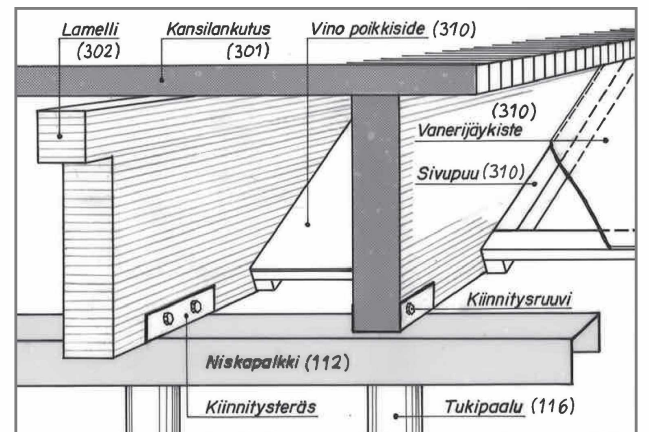 Lamelli
(302)
Kansilankutus
(301)
Vino poikkiside (310)
(310)
Vanerijäykiste
Sivupuu (310)
Kiinnitysruuvi
Niskapalkki (112)
Kiinnitysteräs
Tukipaalu (116)